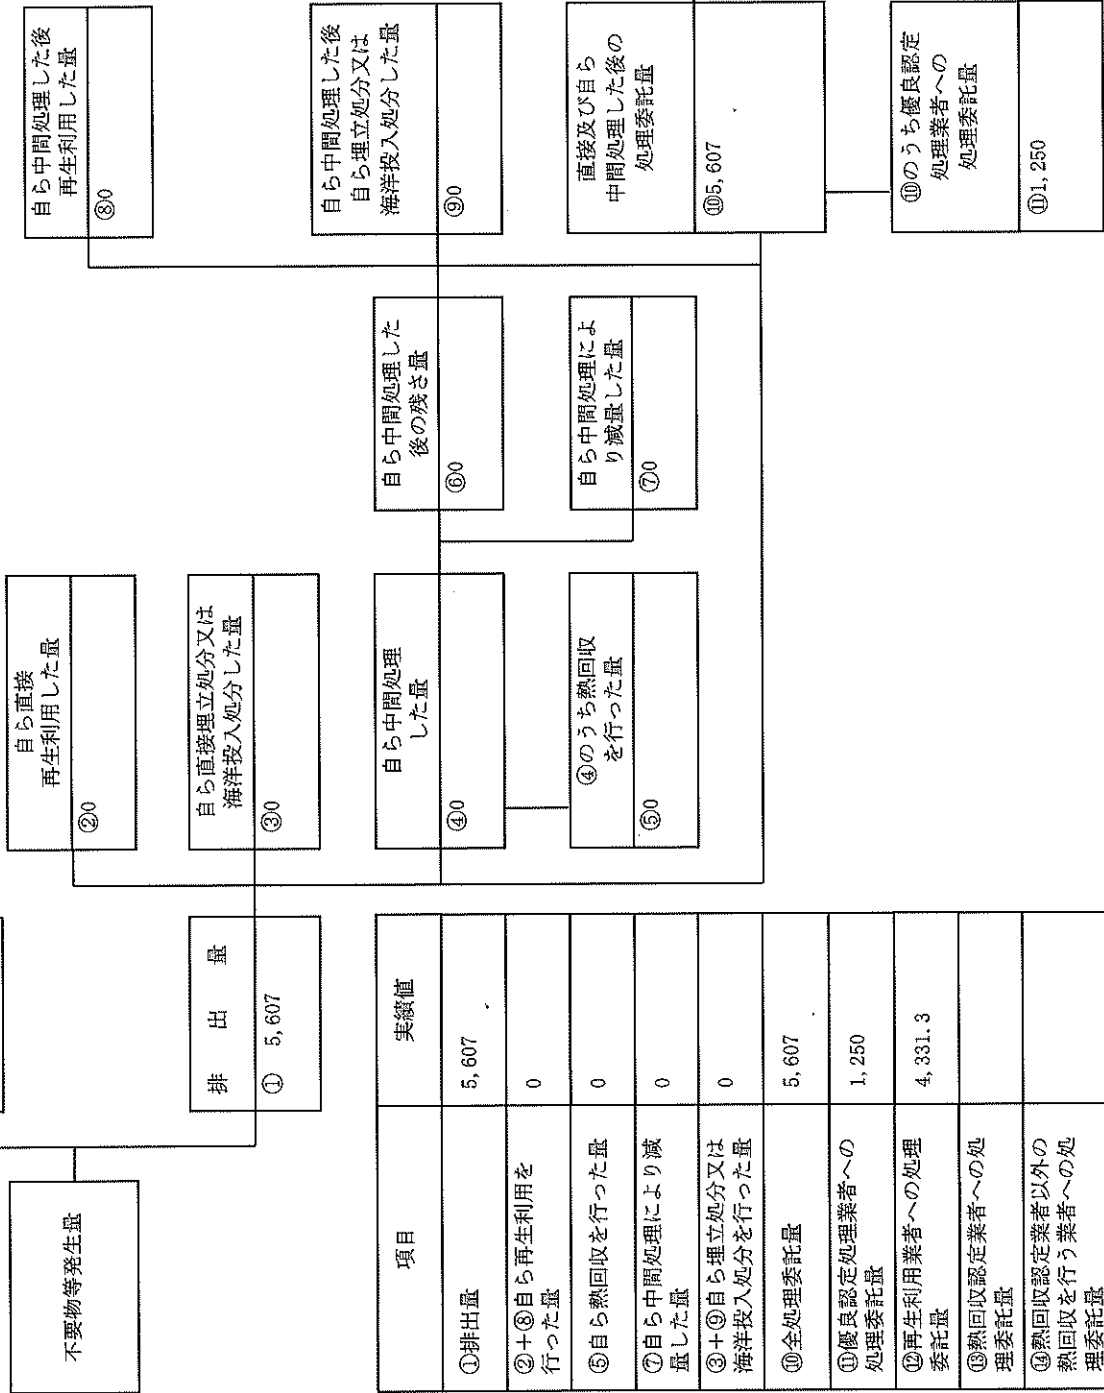 自ら中間処理した後
再生利用した量
⑧0
自ら中間処理した後
自ら埋立処分又は
海洋投入処分した量
⑨0
直接及び自ら
中間処理した後の
処理委託量
⑩5,607
⑩のうち優良認定
処理業者への
処理委託量
⑪1,250
自ら中間処理した
後の残さ量
⑥0
自ら中間処理によ
り減量した量
⑦0
自ら直接
再生利用した量
②0
自ら直接埋立処分又は
海洋投入処分した量
③0
自ら中間処理
した量
④0
④のうち熱回収
を行った量
⑤0
排 出 量
① 5,607
不要物等発生量
項目 実績値
①排出量 5,607
②+⑧自ら再生利用を
行った量 0
⑤自ら熱回収を行った量 0
⑦自ら中間処理により減
量した量 0
③+⑨自ら埋立処分又は
海洋投入処分を行った量 0
⑩全処理委託量 5,607
⑪優良認定処理業者への
処理委託量 1,250
⑫再生利用業者への処理
委託量 4,331.3
⑬熱回収認定業者への処
理委託量
⑭熱回収認定業者以外の
熱回収を行う業者への処
理委託量